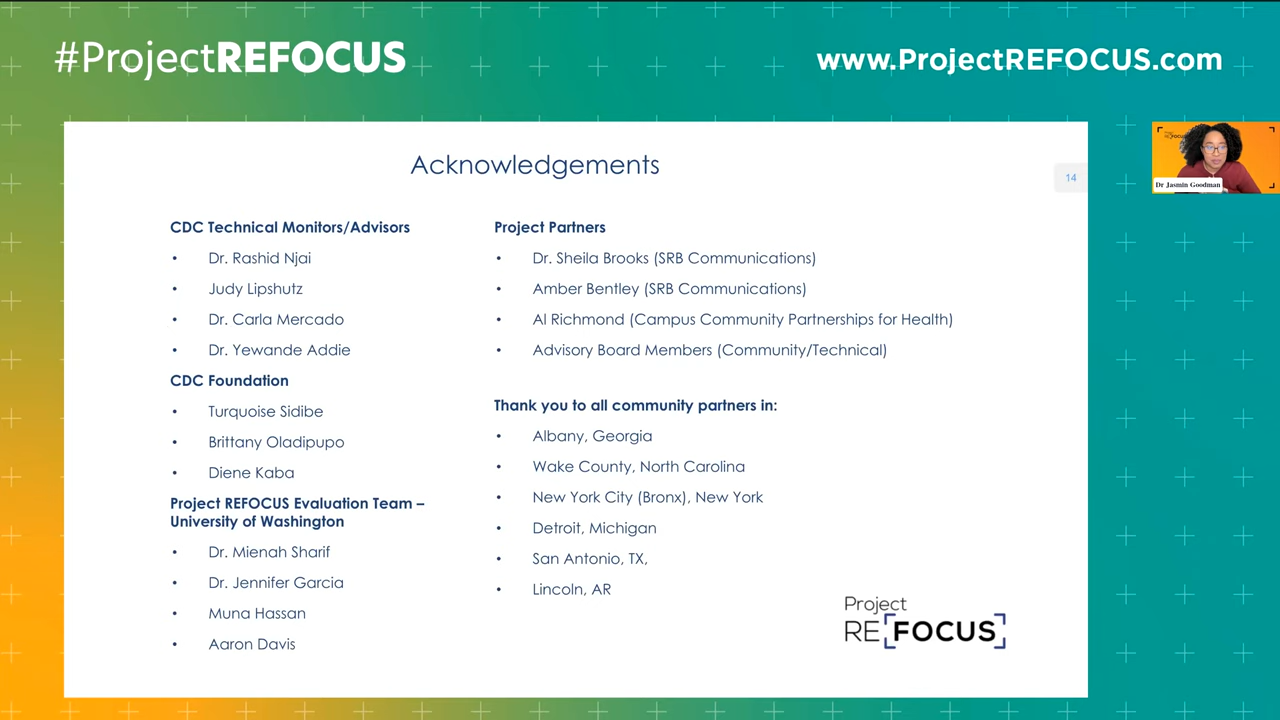 #ProjectREFOCUS
www.ProjectREFOCUS.com
Acknowledgements
14
CDC Technical Monitors/Advisors
• Dr. Rashid Njai
• Judy Lipshutz
• Dr. Carla Mercado
• Dr. Yewande Addie
CDC Foundation
• Turquoise Sidibe
• Brittany Oladipupo
• Diene Kaba
Project REFOCUS Evaluation Team –
University of Washington
• Dr. Mienah Sharif
• Dr. Jennifer Garcia
• Muna Hassan
• Aaron Davis
Project Partners
• Dr. Sheila Brooks (SRB Communications)
• Amber Bentley (SRB Communications)
• Al Richmond (Campus Community Partnerships for Health)
• Advisory Board Members (Community/Technical)
Thank you to all community partners in:
• Albany, Georgia
• Wake County, North Carolina
• New York City (Bronx), New York
• Detroit, Michigan
• San Antonio, TX,
• Lincoln, AR
Project
RE[FOCUS]
Dr Jasmin Goodman